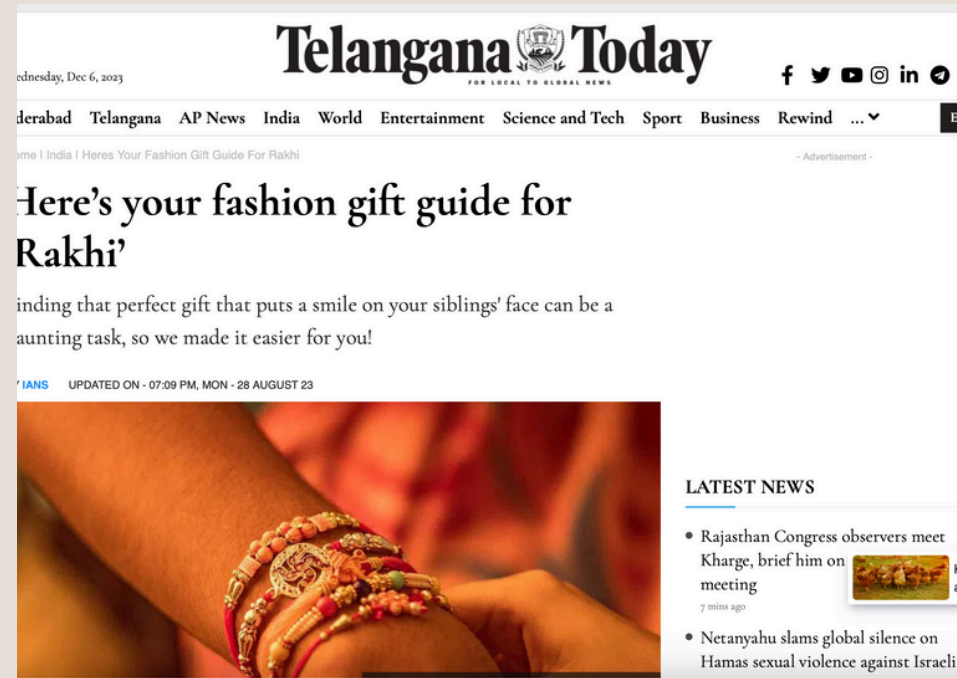 Telangana Today
FOR LOCAL TO GLOBAL NEWS
ednesday, Dec 6, 2023
derabad Telangana AP News India World Entertainment Science and Tech Sport Business Rewind ...
E
ome | India | Heres Your Fashion Gift Guide For Rakhi
- Advertisement -
Here's your fashion gift guide for
Rakhi'
inding that perfect gift that puts a smile on your siblings' face can be a
aunting task, so we made it easier for you!
IANS UPDATED ON - 07:09 PM, MON - 28 AUGUST 23
LATEST NEWS
Rajasthan Congress observers meet
Kharge, brief him on
meeting
7 mins ago
Netanyahu slams global silence on
Hamas sexual violence against Israeli